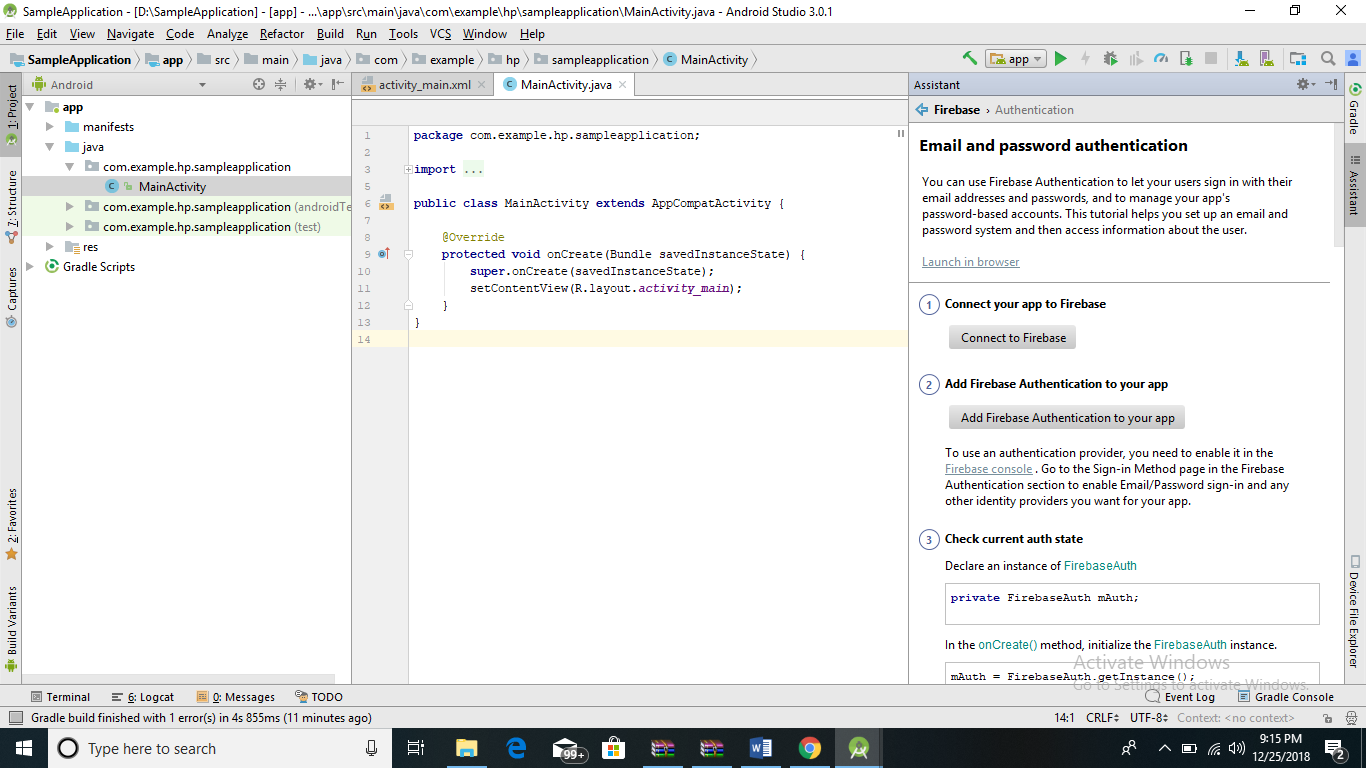 SampleApplication - [D:\SampleApplication] - [app] - ...\app\src\main\java\com\example\hp\sampleapplication\MainActivity.java - Android Studio 3.0.1
File Edit View Navigate Code Analyze Refactor Build Run Tools VCS Window Help
SampleApplication app src main java com example hp sampleapplication MainActivity
app
1: Project
7: Structure
Captures
2: Favorites
Build Variants
Android
app
manifests
java
com.example.hp.sampleapplication
MainActivity
com.example.hp.sampleapplication (androidTe
com.example.hp.sampleapplication (test)
res
Gradle Scripts
activity_main.xml MainActivity.java
1 package com.example.hp.sampleapplication;
2
3 import ...
5
6 public class MainActivity extends AppCompatActivity {
7
8 @Override
9 protected void onCreate(Bundle savedInstanceState) {
10 super.onCreate(savedInstanceState);
11 setContentView(R.layout.activity_main);
12 }
13 }
14
Assistant
Firebase › Authentication
Email and password authentication
You can use Firebase Authentication to let your users sign in with their
email addresses and passwords, and to manage your app's
password-based accounts. This tutorial helps you set up an email and
password system and then access information about the user.
Launch in browser
1 Connect your app to Firebase
Connect to Firebase
2 Add Firebase Authentication to your app
Add Firebase Authentication to your app
To use an authentication provider, you need to enable it in the
Firebase console . Go to the Sign-in Method page in the Firebase
Authentication section to enable Email/Password sign-in and any
other identity providers you want for your app.
3 Check current auth state
Declare an instance of FirebaseAuth
private FirebaseAuth mAuth;
In the onCreate() method, initialize the FirebaseAuth instance.
mAuth = FirebaseAuth.getInstance();
Activate Windows
Go to Settings to activate Windows.
Gradle
Assistant
Device File Explorer
Terminal 6: Logcat 0: Messages TODO Event Log Gradle Console
Gradle build finished with 1 error(s) in 4s 855ms (11 minutes ago) 14:1 CRLF UTF-8 Context: <no context>
Type here to search
99+
9:15 PM
12/25/2018
2